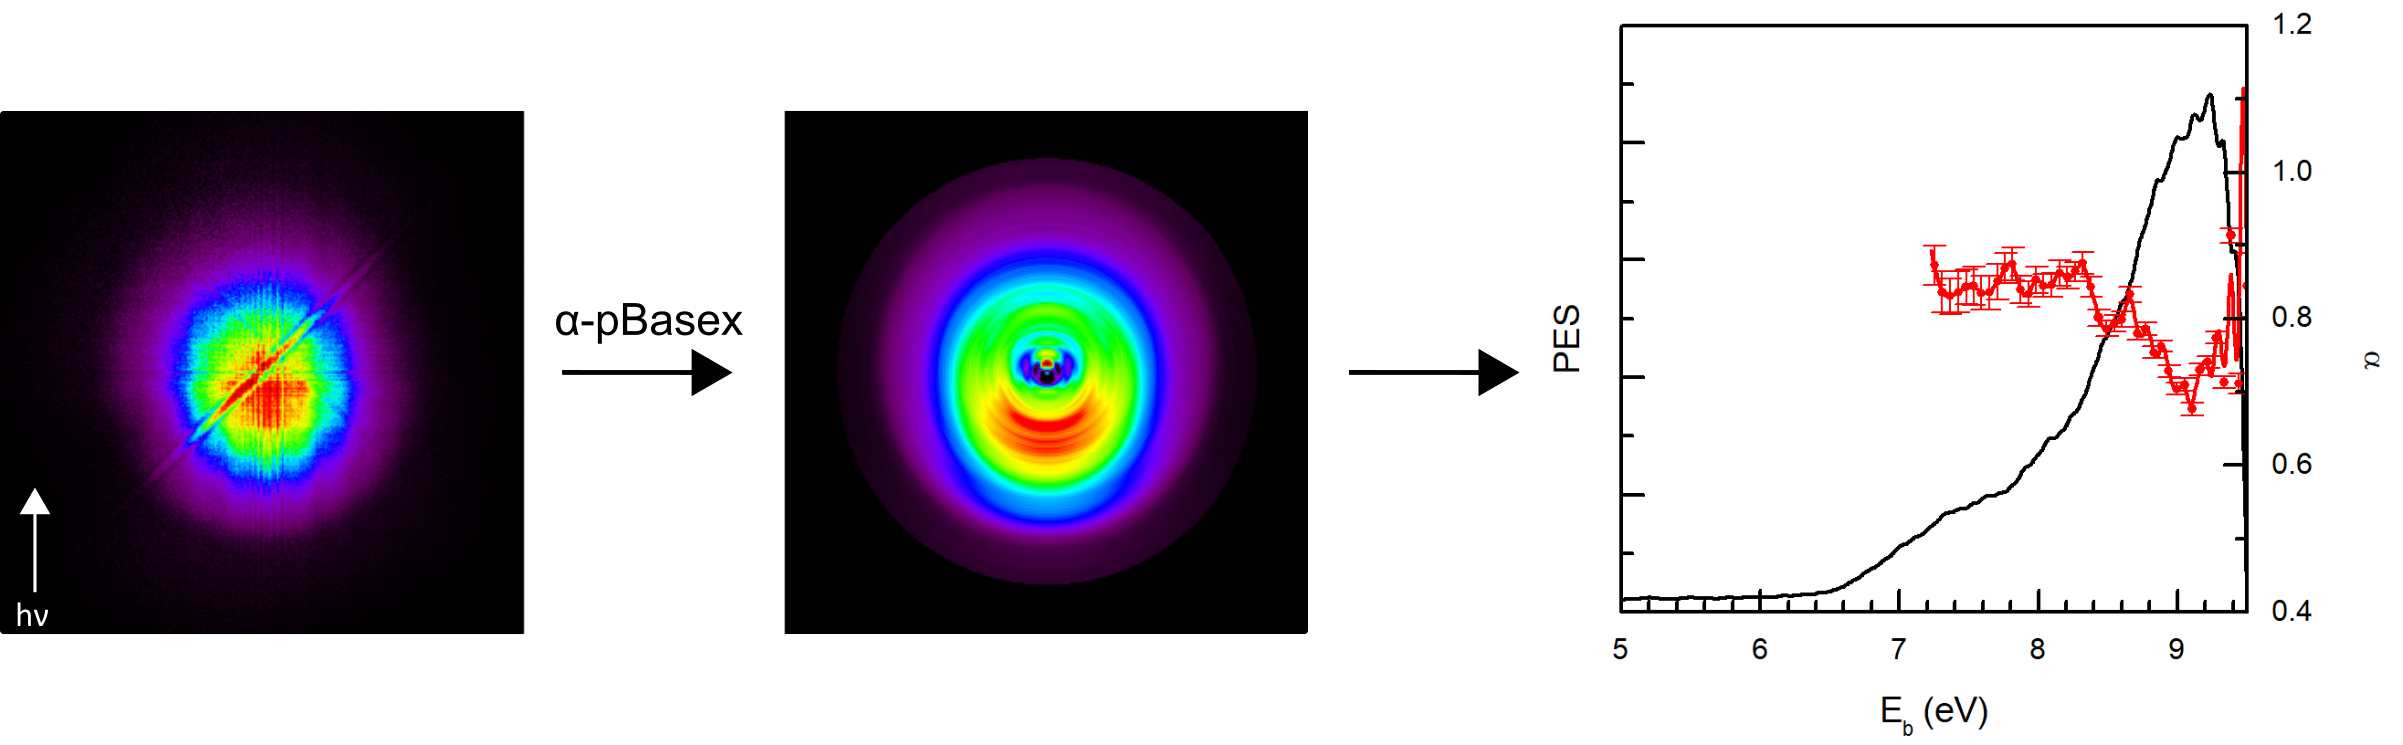 hν
α-pBasex
PES
1.2
1.0
0.8
0.6
0.4
α
5 6 7 8 9
E_b (eV)